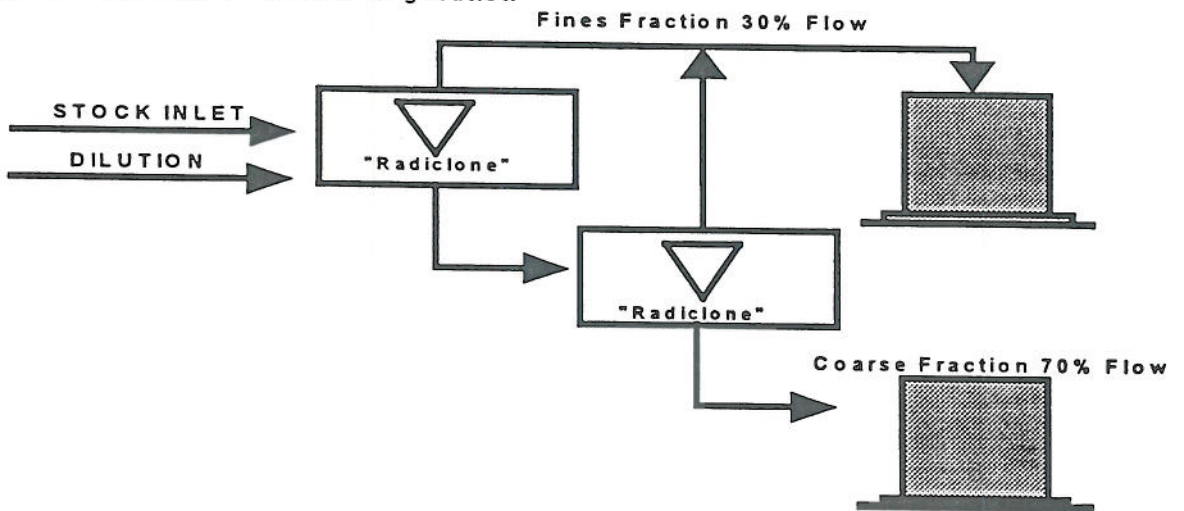 Fines Fraction 30% Flow
STOCK INLET
DILUTION
"Radiclone"
"Radiclone"
Coarse Fraction 70% Flow